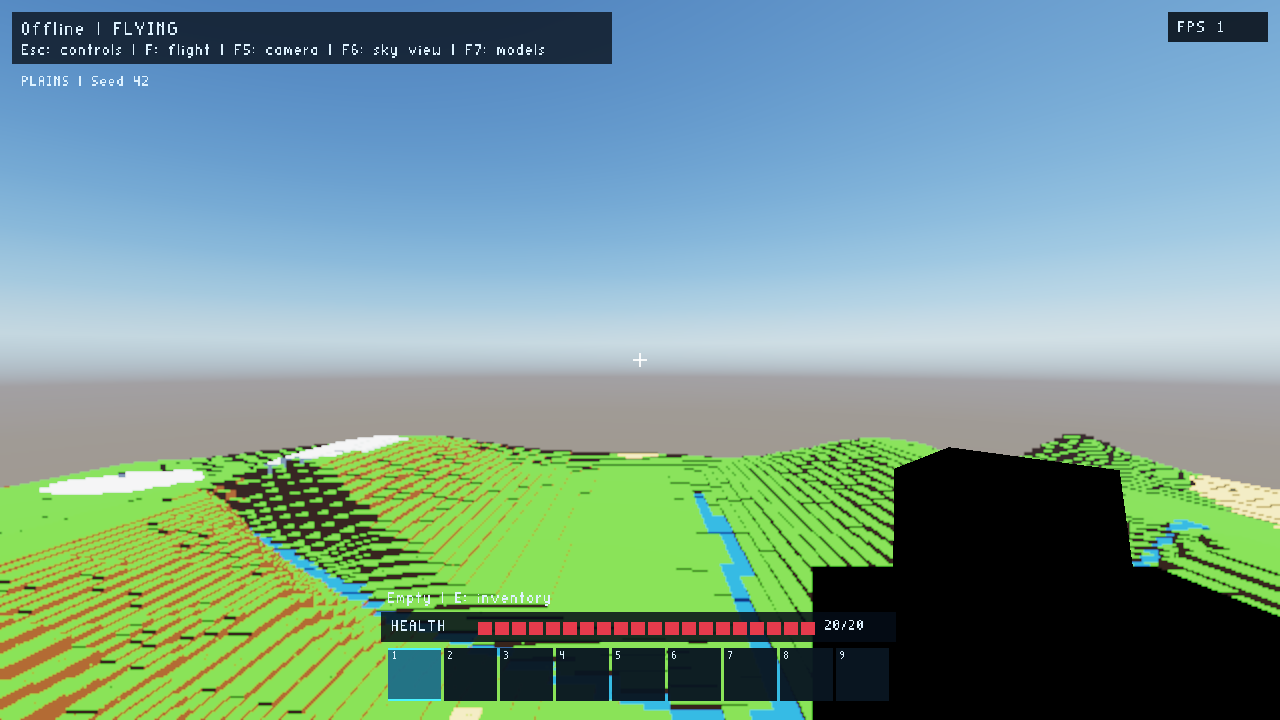 Offline | FLYING
FPS 1
Esc: controls | F: flight | F5: camera | F6: sky view | F7: models
PLAINS | Seed 42
Empty | E: inventory
HEALTH 20/20
1 2 3 4 5 6 7 8 9